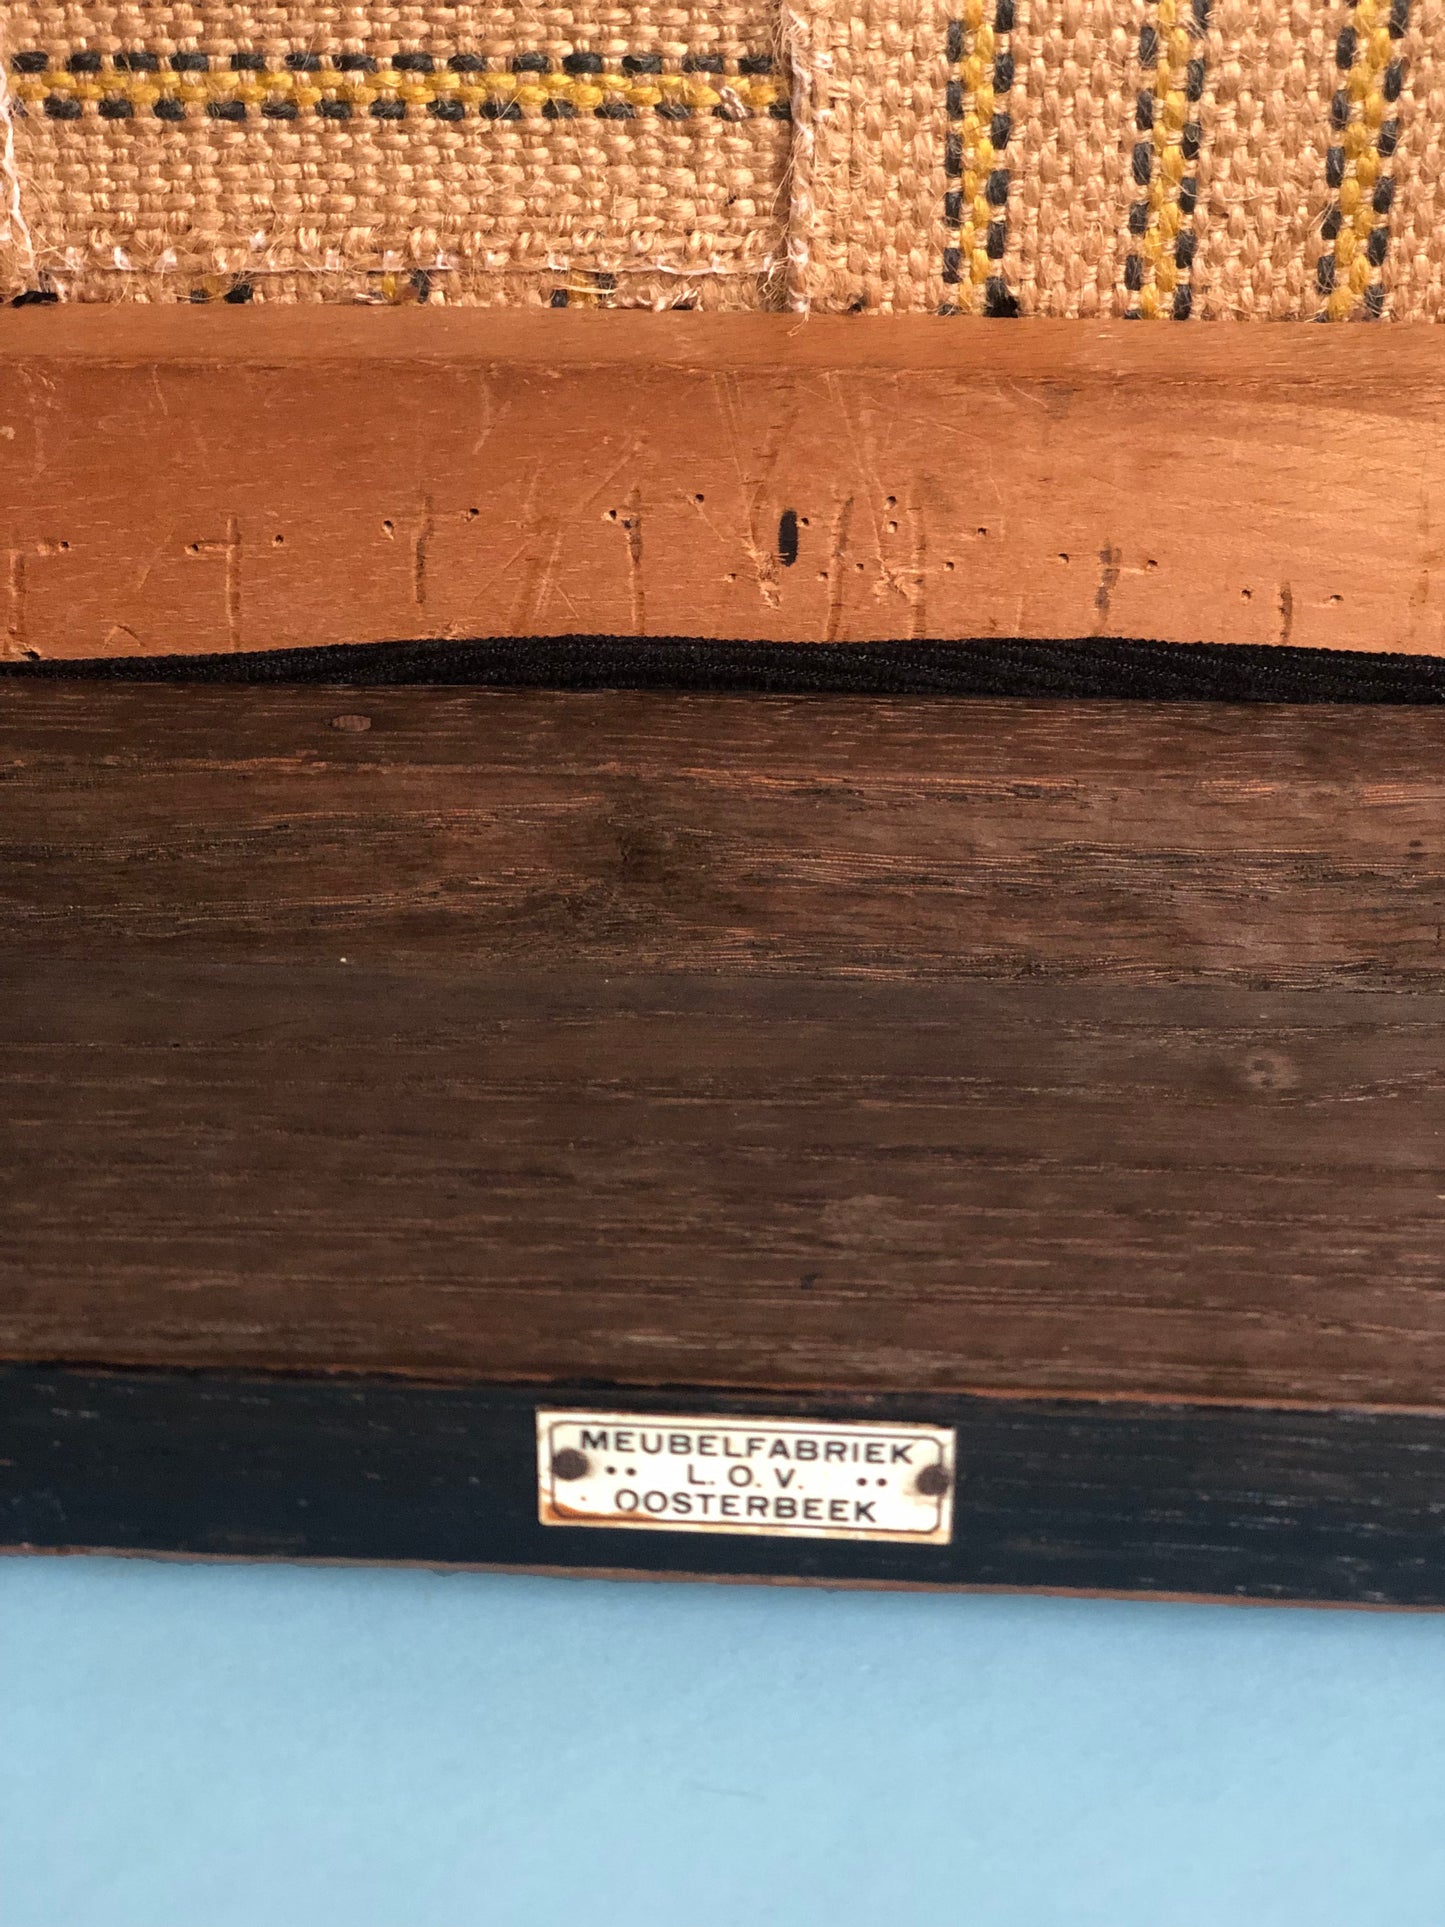 MEUBELFABRIEK
•• L. O. V. ••
OOSTERBEEK